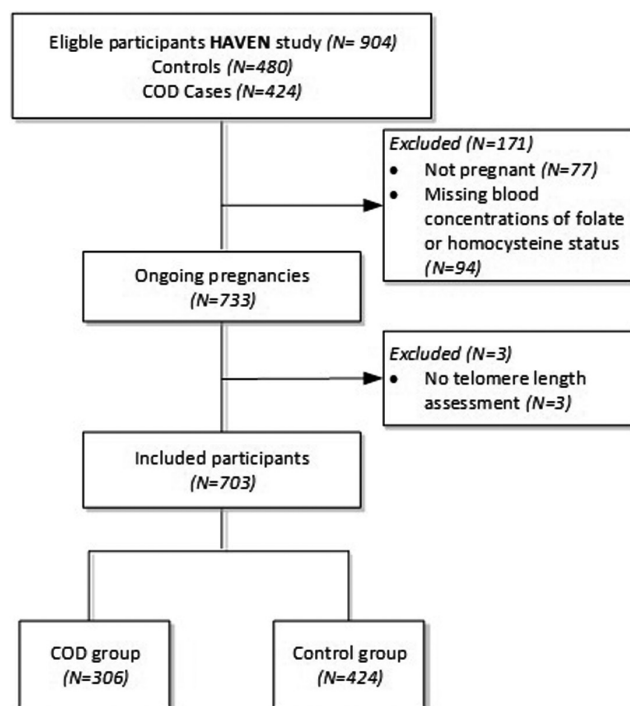 Eligble participants HAVEN study (N= 904)
Controls (N=480)
COD Cases (N=424)
Excluded (N=171)
• Not pregnant (N=77)
• Missing blood
concentrations of folate
or homocysteine status
(N=94)
Ongoing pregnancies
(N=733)
Excluded (N=3)
• No telomere length
assessment (N=3)
Included participants
(N=703)
COD group
(N=306)
Control group
(N=424)